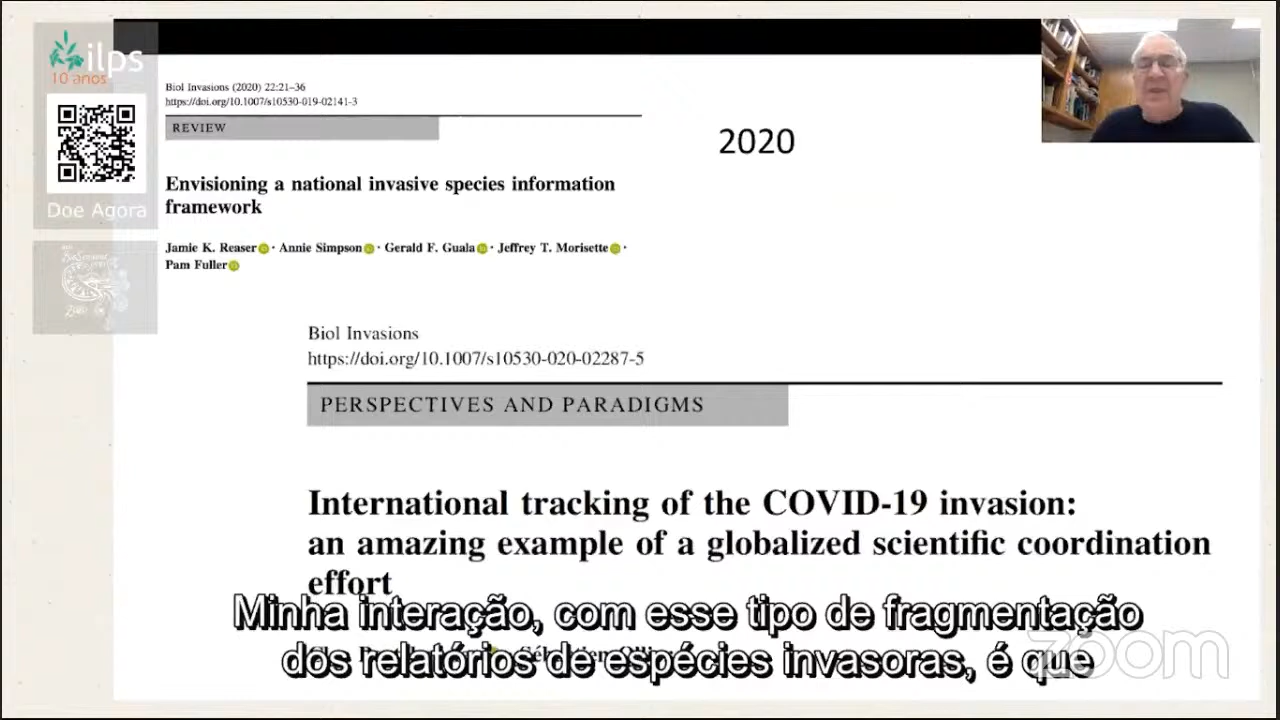 ilps
10 anos
Doe Agora
Biol Invasions (2020) 22:21–36
https://doi.org/10.1007/s10530-019-02141-3
REVIEW
2020
Envisioning a national invasive species information
framework
Jamie K. Reaser · Annie Simpson · Gerald F. Guala · Jeffrey T. Morisette ·
Pam Fuller
Biol Invasions
https://doi.org/10.1007/s10530-020-02287-5
PERSPECTIVES AND PARADIGMS
International tracking of the COVID-19 invasion:
an amazing example of a globalized scientific coordination
effort
Minha interação, com esse tipo de fragmentação
dos relatórios de espécies invasoras, é que
zoom